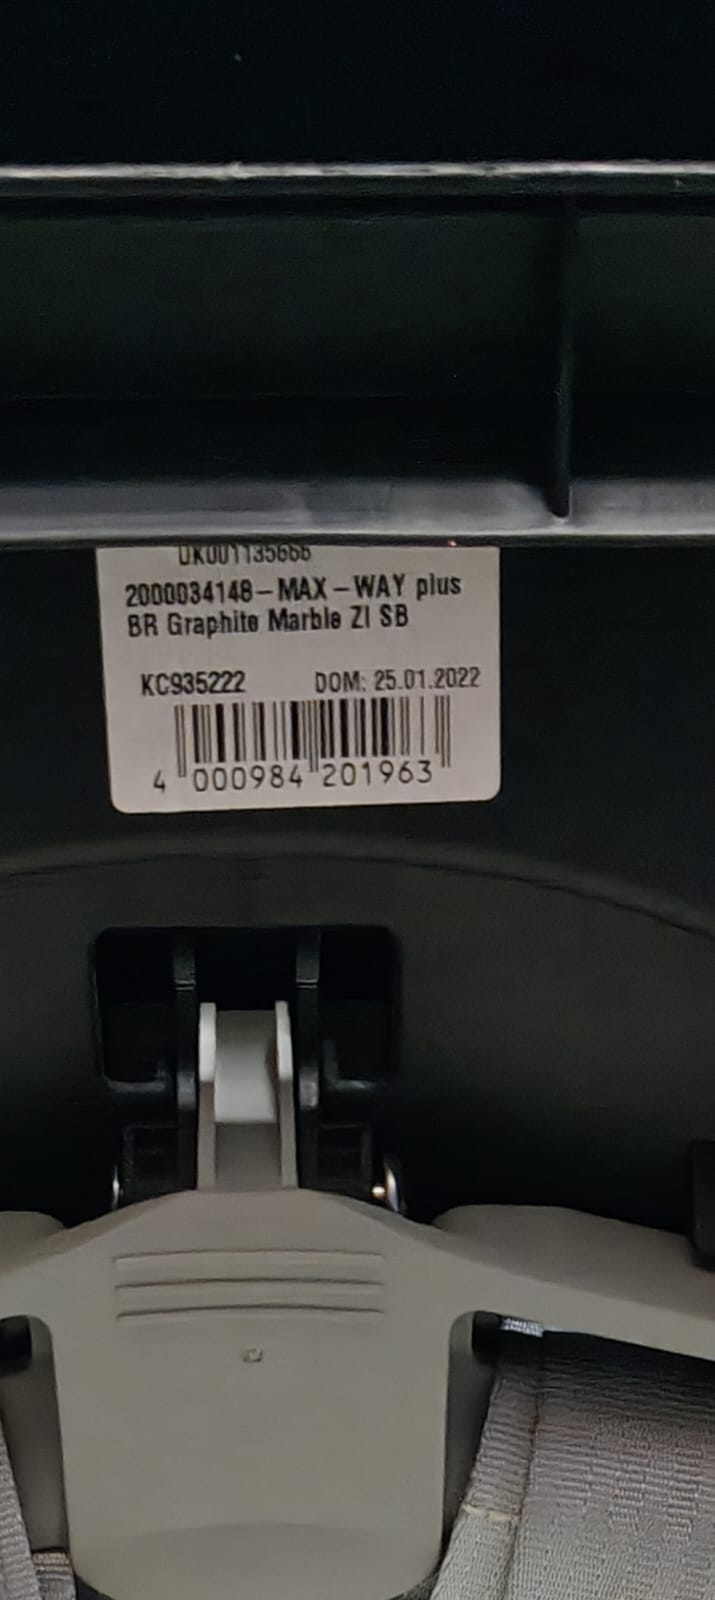 UK001135666
2000034148-MAX-WAY plus
BR Graphite Marble ZI SB
KC935222 DOM: 25.01.2022
4 000984 201963